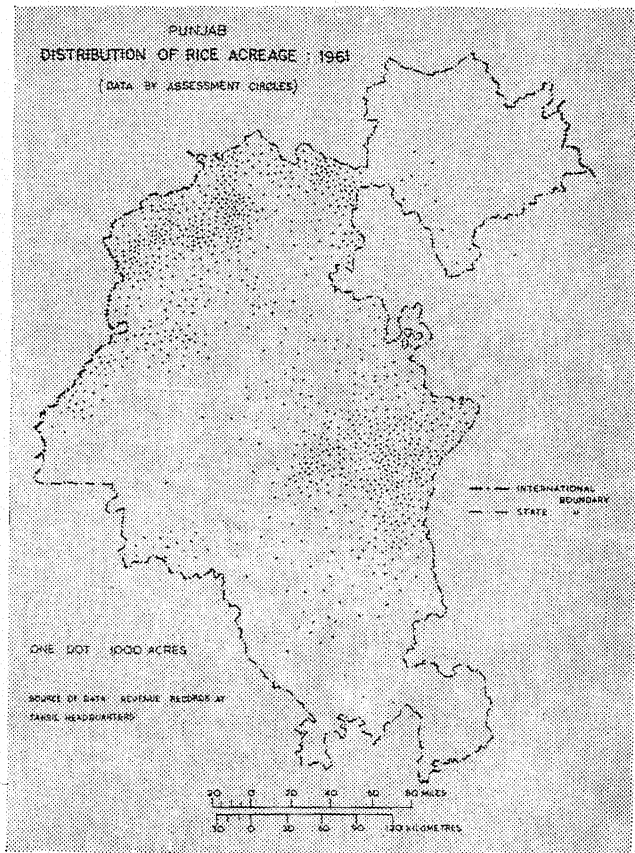 PUNJAB
DISTRIBUTION OF RICE ACREAGE : 1961
(DATA BY ASSESSMENT CIRCLES)
INTERNATIONAL
BOUNDARY
STATE "
ONE DOT 1000 ACRES
SOURCE OF DATA REVENUE RECORDS AT
TAHSIL HEADQUARTERS
20 0 20 40 60 80 MILES
30 0 30 60 90 120 KILOMETRES